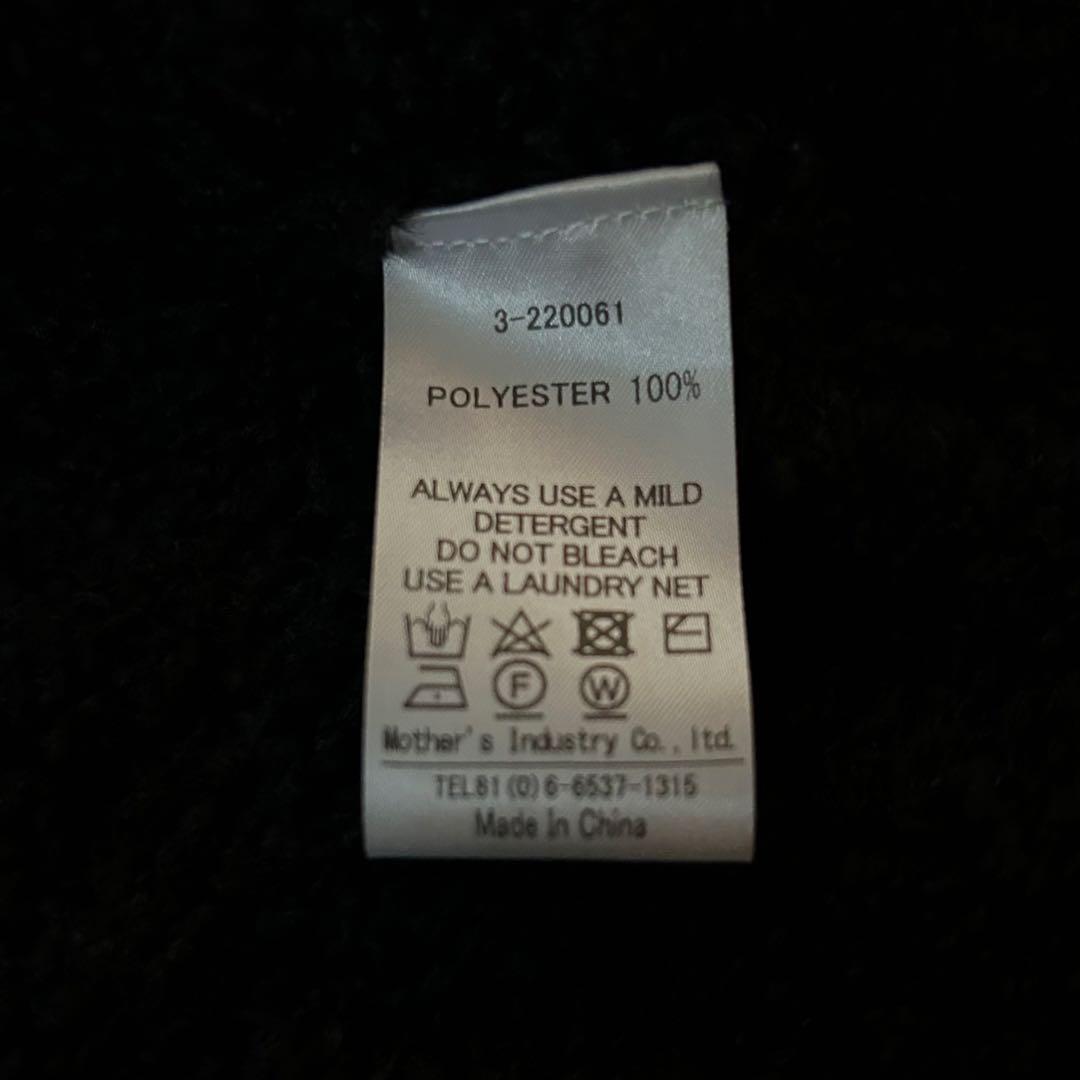 3-220061
POLYESTER 100%
ALWAYS USE A MILD
DETERGENT
DO NOT BLEACH
USE A LAUNDRY NET
F W
Mother's Industry Co., ltd.
TEL81(0)6-6537-1315
Made In China